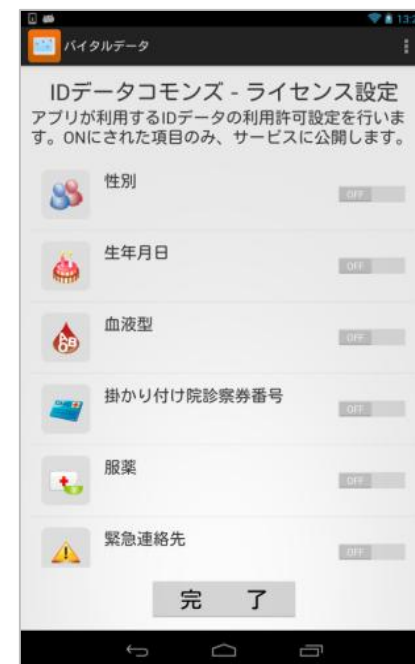 バイタルデータ
IDデータコモンズ - ライセンス設定
アプリが利用するIDデータの利用許可設定を行いま
す。ONにされた項目のみ、サービスに公開します。
性別
OFF
生年月日
OFF
血液型
OFF
掛かり付け院診察券番号
OFF
服薬
OFF
緊急連絡先
OFF
完 了